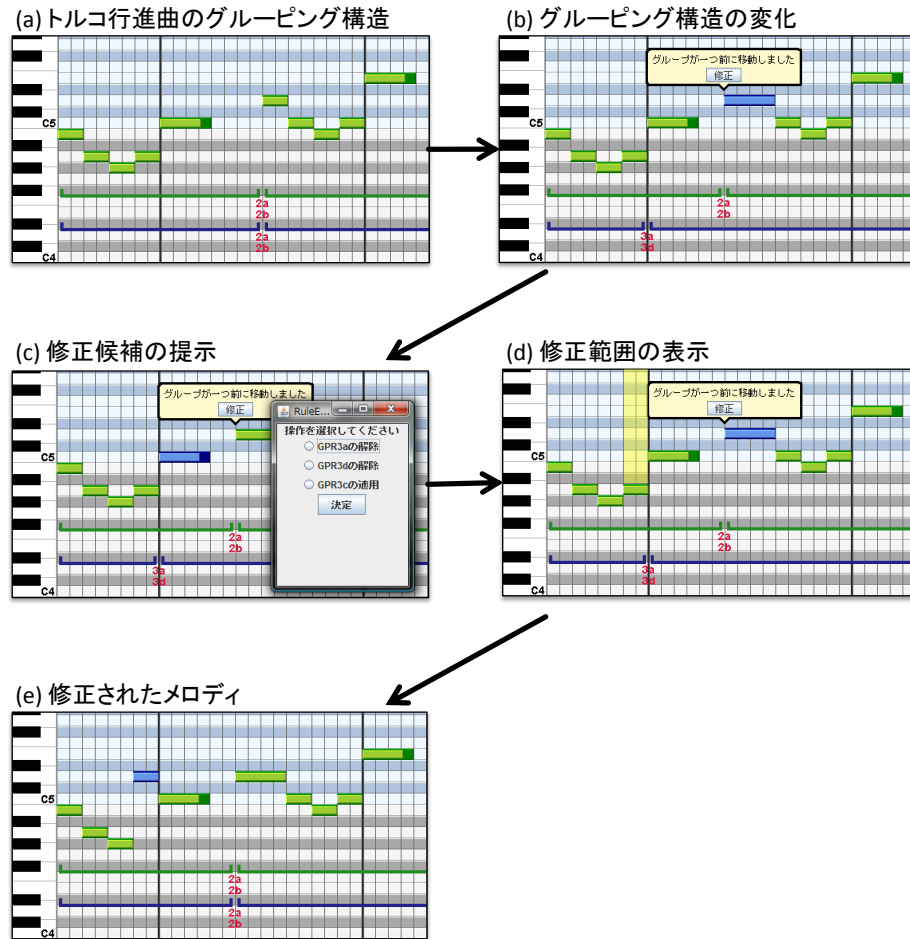 (a) トルコ行進曲のグルーピング構造
C5
2a
2b
2a
2b
C4
(b) グルーピング構造の変化
グループが一つ前に移動しました
修正
C5
2a
2b
3a
3d
C4
(c) 修正候補の提示
グループが一つ前に移動しました
修正
RuleE...
操作を選択してください
GPR3aの解除
GPR3dの解除
GPR3cの適用
決定
C5
2a
2b
3a
3d
C4
(d) 修正範囲の表示
グループが一つ前に移動しました
修正
C5
2a
2b
3a
3d
C4
(e) 修正されたメロディ
C5
2a
2b
2a
2b
C4